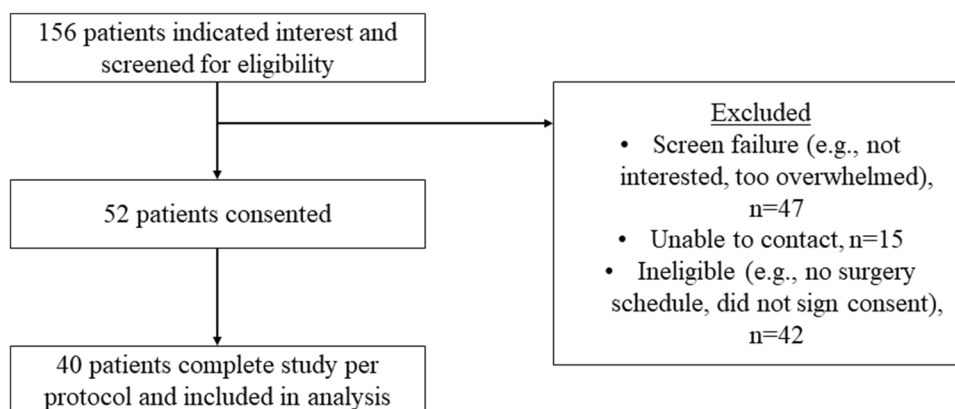 156 patients indicated interest and
screened for eligibility
Excluded
• Screen failure (e.g., not
interested, too overwhelmed),
n=47
• Unable to contact, n=15
• Ineligible (e.g., no surgery
schedule, did not sign consent),
n=42
52 patients consented
40 patients complete study per
protocol and included in analysis